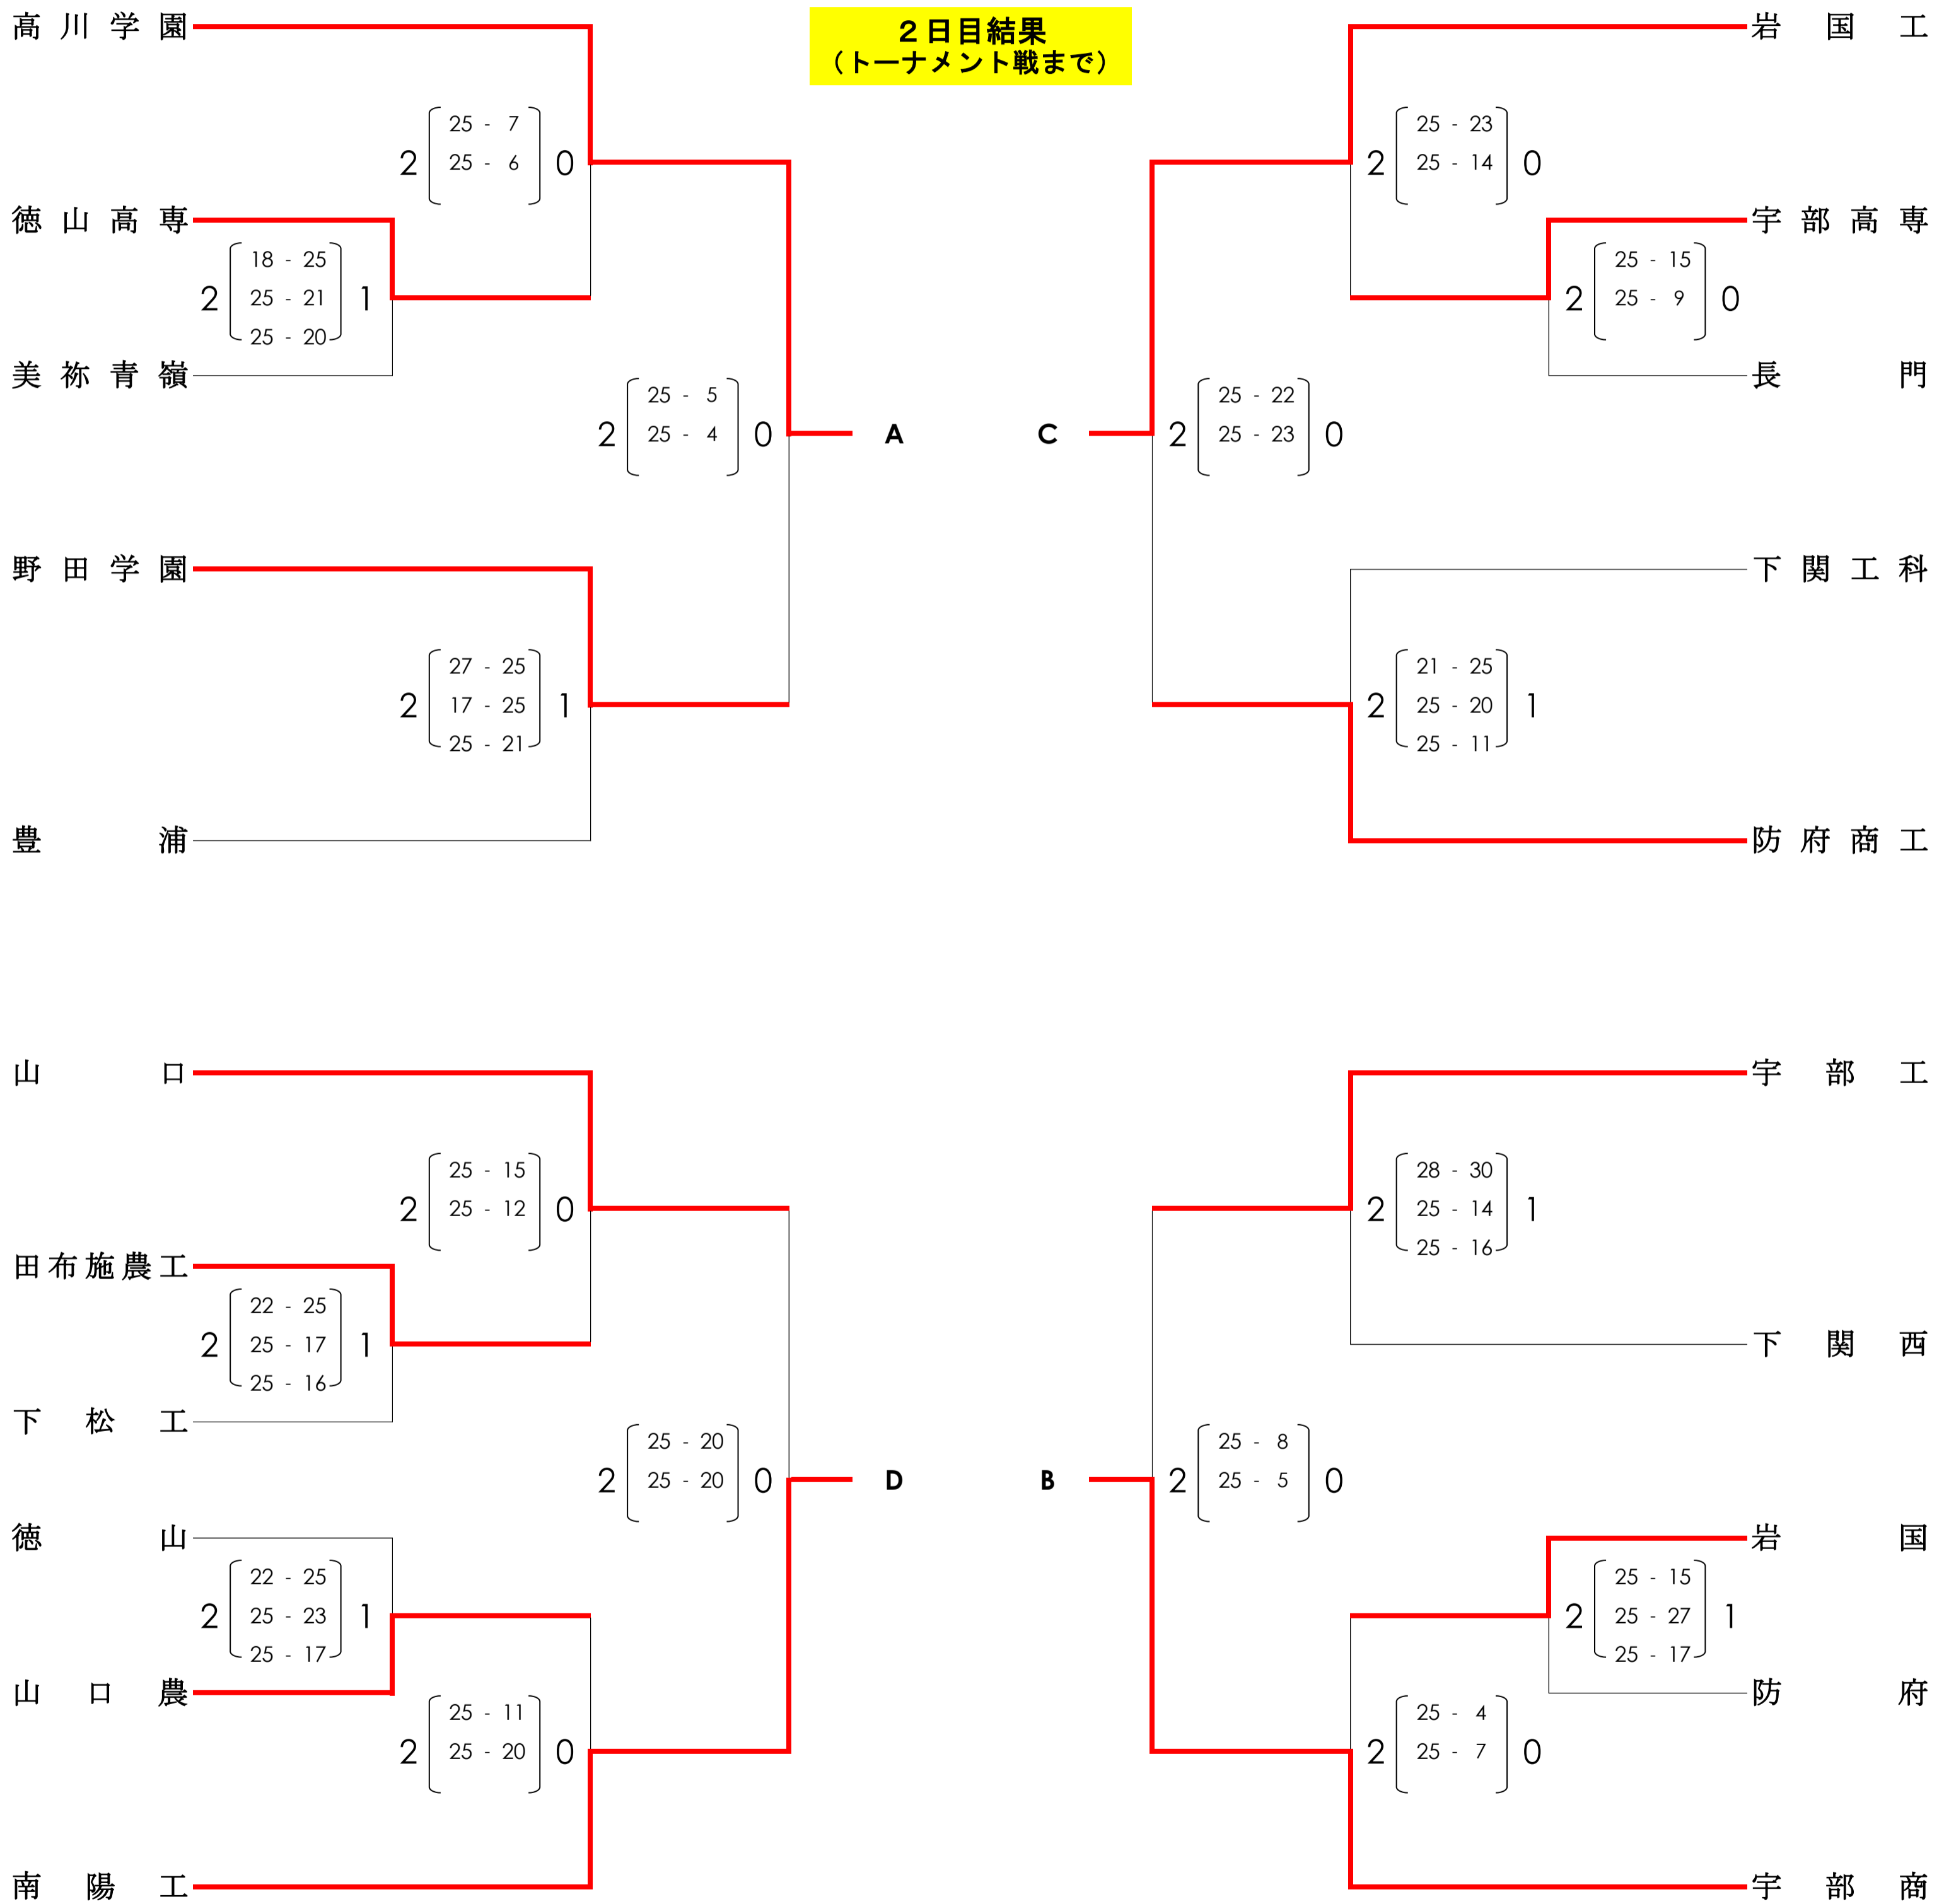 ２日目結果
（トーナメント戦まで）
高川学園
25 - 7
2 25 - 6 0
徳山高専
18 - 25
2 25 - 21 1
25 - 20
美祢青嶺
25 - 5
2 25 - 4 0
A
野田学園
27 - 25
2 17 - 25 1
25 - 21
豊浦
岩国工
25 - 23
2 25 - 14 0
宇部高専
25 - 15
2 25 - 9 0
長門
C
25 - 22
2 25 - 23 0
下関工科
21 - 25
2 25 - 20 1
25 - 11
防府商工
山口
25 - 15
2 25 - 12 0
田布施農工
22 - 25
2 25 - 17 1
25 - 16
下松工
25 - 20
2 25 - 20 0
D
徳山
22 - 25
2 25 - 23 1
25 - 17
山口農
25 - 11
2 25 - 20 0
南陽工
宇部工
28 - 30
2 25 - 14 1
25 - 16
下関西
B
25 - 8
2 25 - 5 0
岩国
25 - 15
2 25 - 27 1
25 - 17
防府
25 - 4
2 25 - 7 0
宇部商